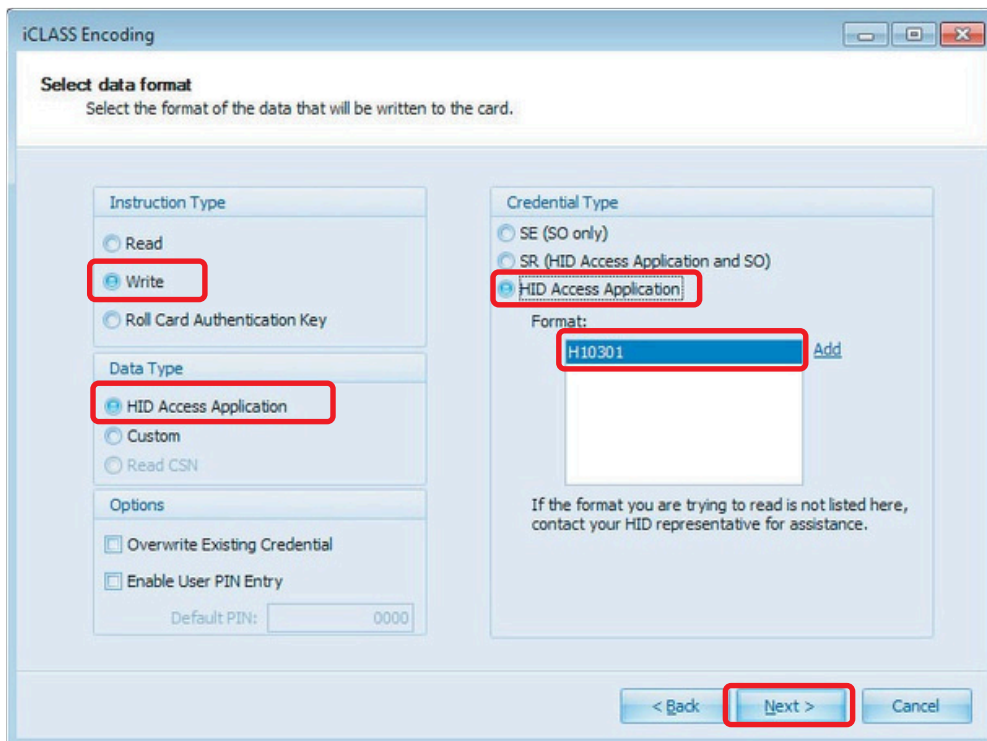 iCLASS Encoding
Select data format
Select the format of the data that will be written to the card.
Instruction Type
Read
Write
Roll Card Authentication Key
Data Type
HID Access Application
Custom
Read CSN
Options
Overwrite Existing Credential
Enable User PIN Entry
Default PIN: 0000
Credential Type
SE (SO only)
SR (HID Access Application and SO)
HID Access Application
Format:
H10301 Add
If the format you are trying to read is not listed here,
contact your HID representative for assistance.
< Back Next > Cancel